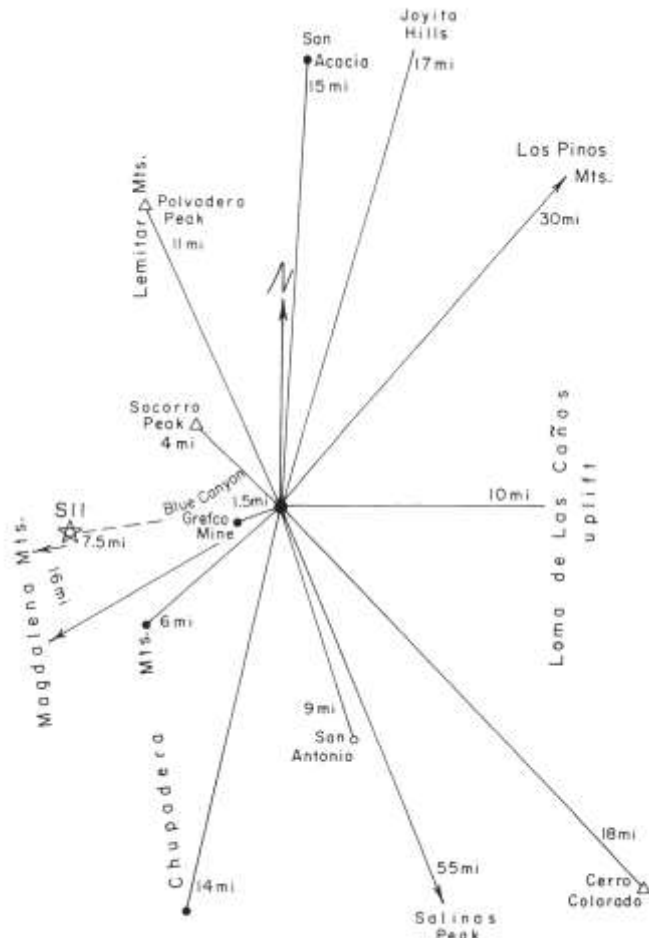 San
Acacia
15mi
Joyita
Hills
17mi
Los Pinos
Mts.
30mi
Lemitar Mts.
Polvadera
Peak
11mi
N
Socorro
Peak
4mi
Blue Canyon
1.5mi
Grefco
Mine
S11
7.5mi
Magdalena Mts.
16mi
10mi
Loma de Las Cañas
uplift
6mi
Chupadera Mts.
14mi
9mi
San
Antonio
55mi
Salinas
Peak
18mi
Cerro
Colorado